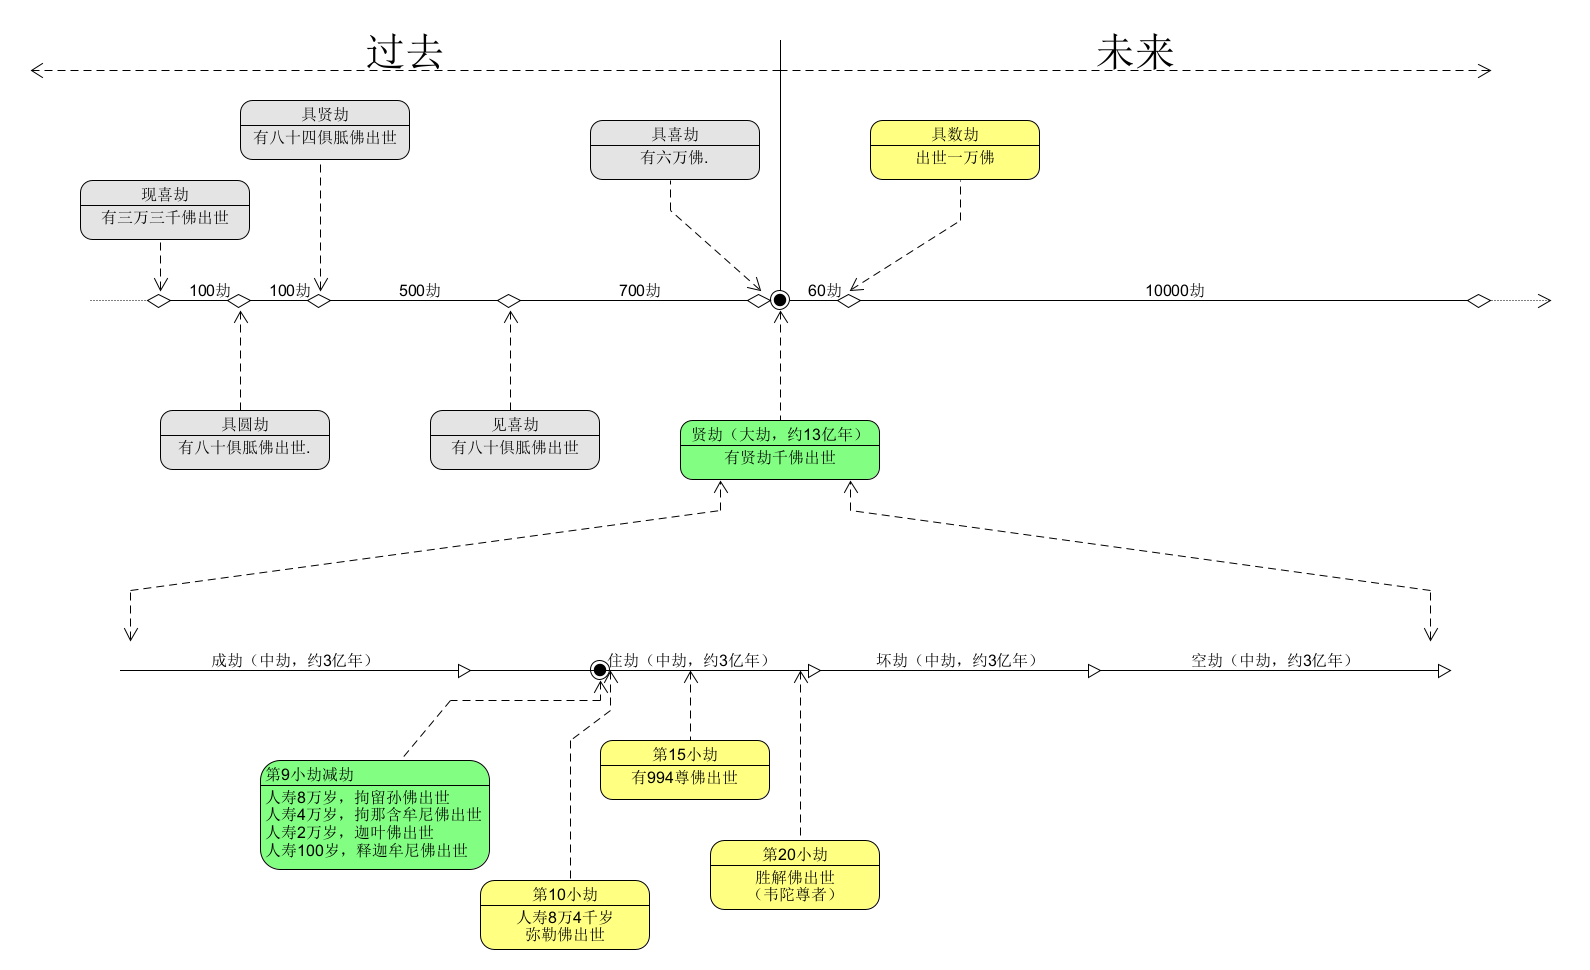 过去
未来
具贤劫
有八十四俱胝佛出世
具喜劫
有六万佛.
具数劫
出世一万佛
现喜劫
有三万三千佛出世
100劫
100劫
500劫
700劫
60劫
10000劫
具圆劫
有八十俱胝佛出世.
见喜劫
有八十俱胝佛出世
贤劫（大劫，约13亿年）
有贤劫千佛出世
成劫（中劫，约3亿年）
住劫（中劫，约3亿年）
坏劫（中劫，约3亿年）
空劫（中劫，约3亿年）
第9小劫减劫
人寿8万岁，拘留孙佛出世
人寿4万岁，拘那含牟尼佛出世
人寿2万岁，迦叶佛出世
人寿100岁，释迦牟尼佛出世
第15小劫
有994尊佛出世
第20小劫
胜解佛出世
（韦陀尊者）
第10小劫
人寿8万4千岁
弥勒佛出世